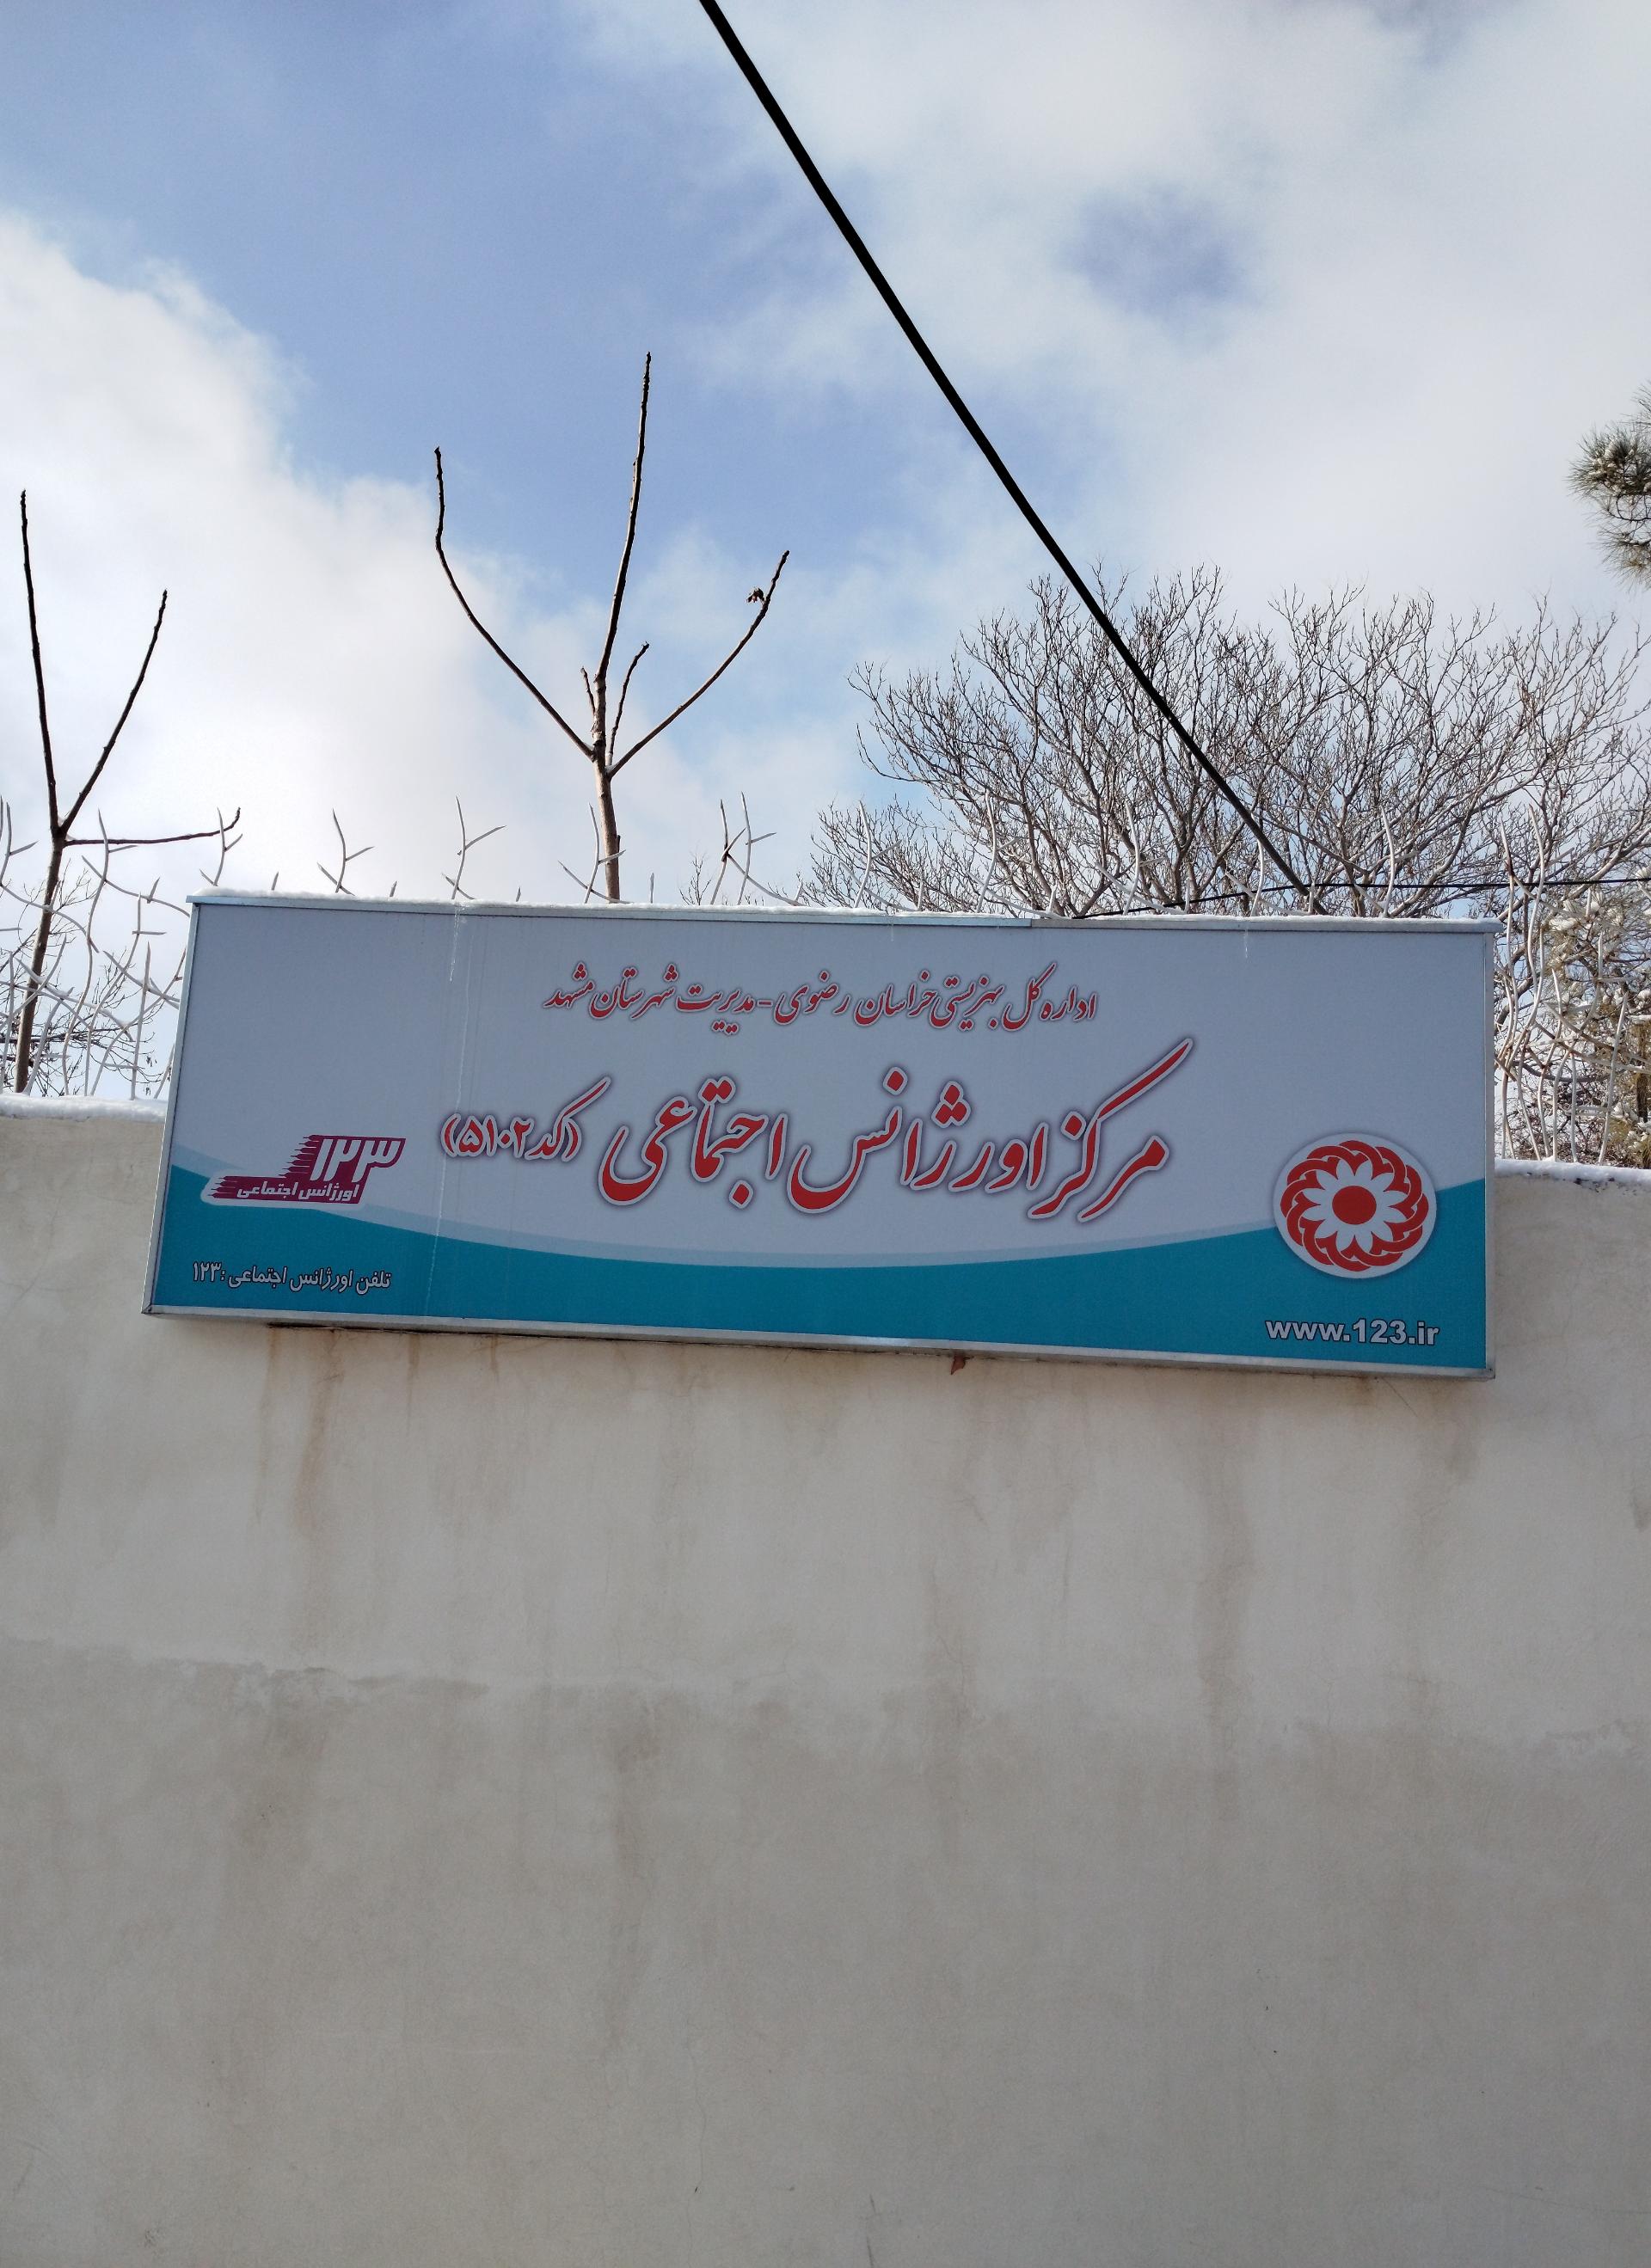 اداره کل بهزیستی خراسان رضوی - مدیریت شهرستان مشهد
مرکز اورژانس اجتماعی (کد ۵۱۰۲)
۱۲۳
اورژانس اجتماعی
تلفن اورژانس اجتماعی : ۱۲۳
www.123.ir